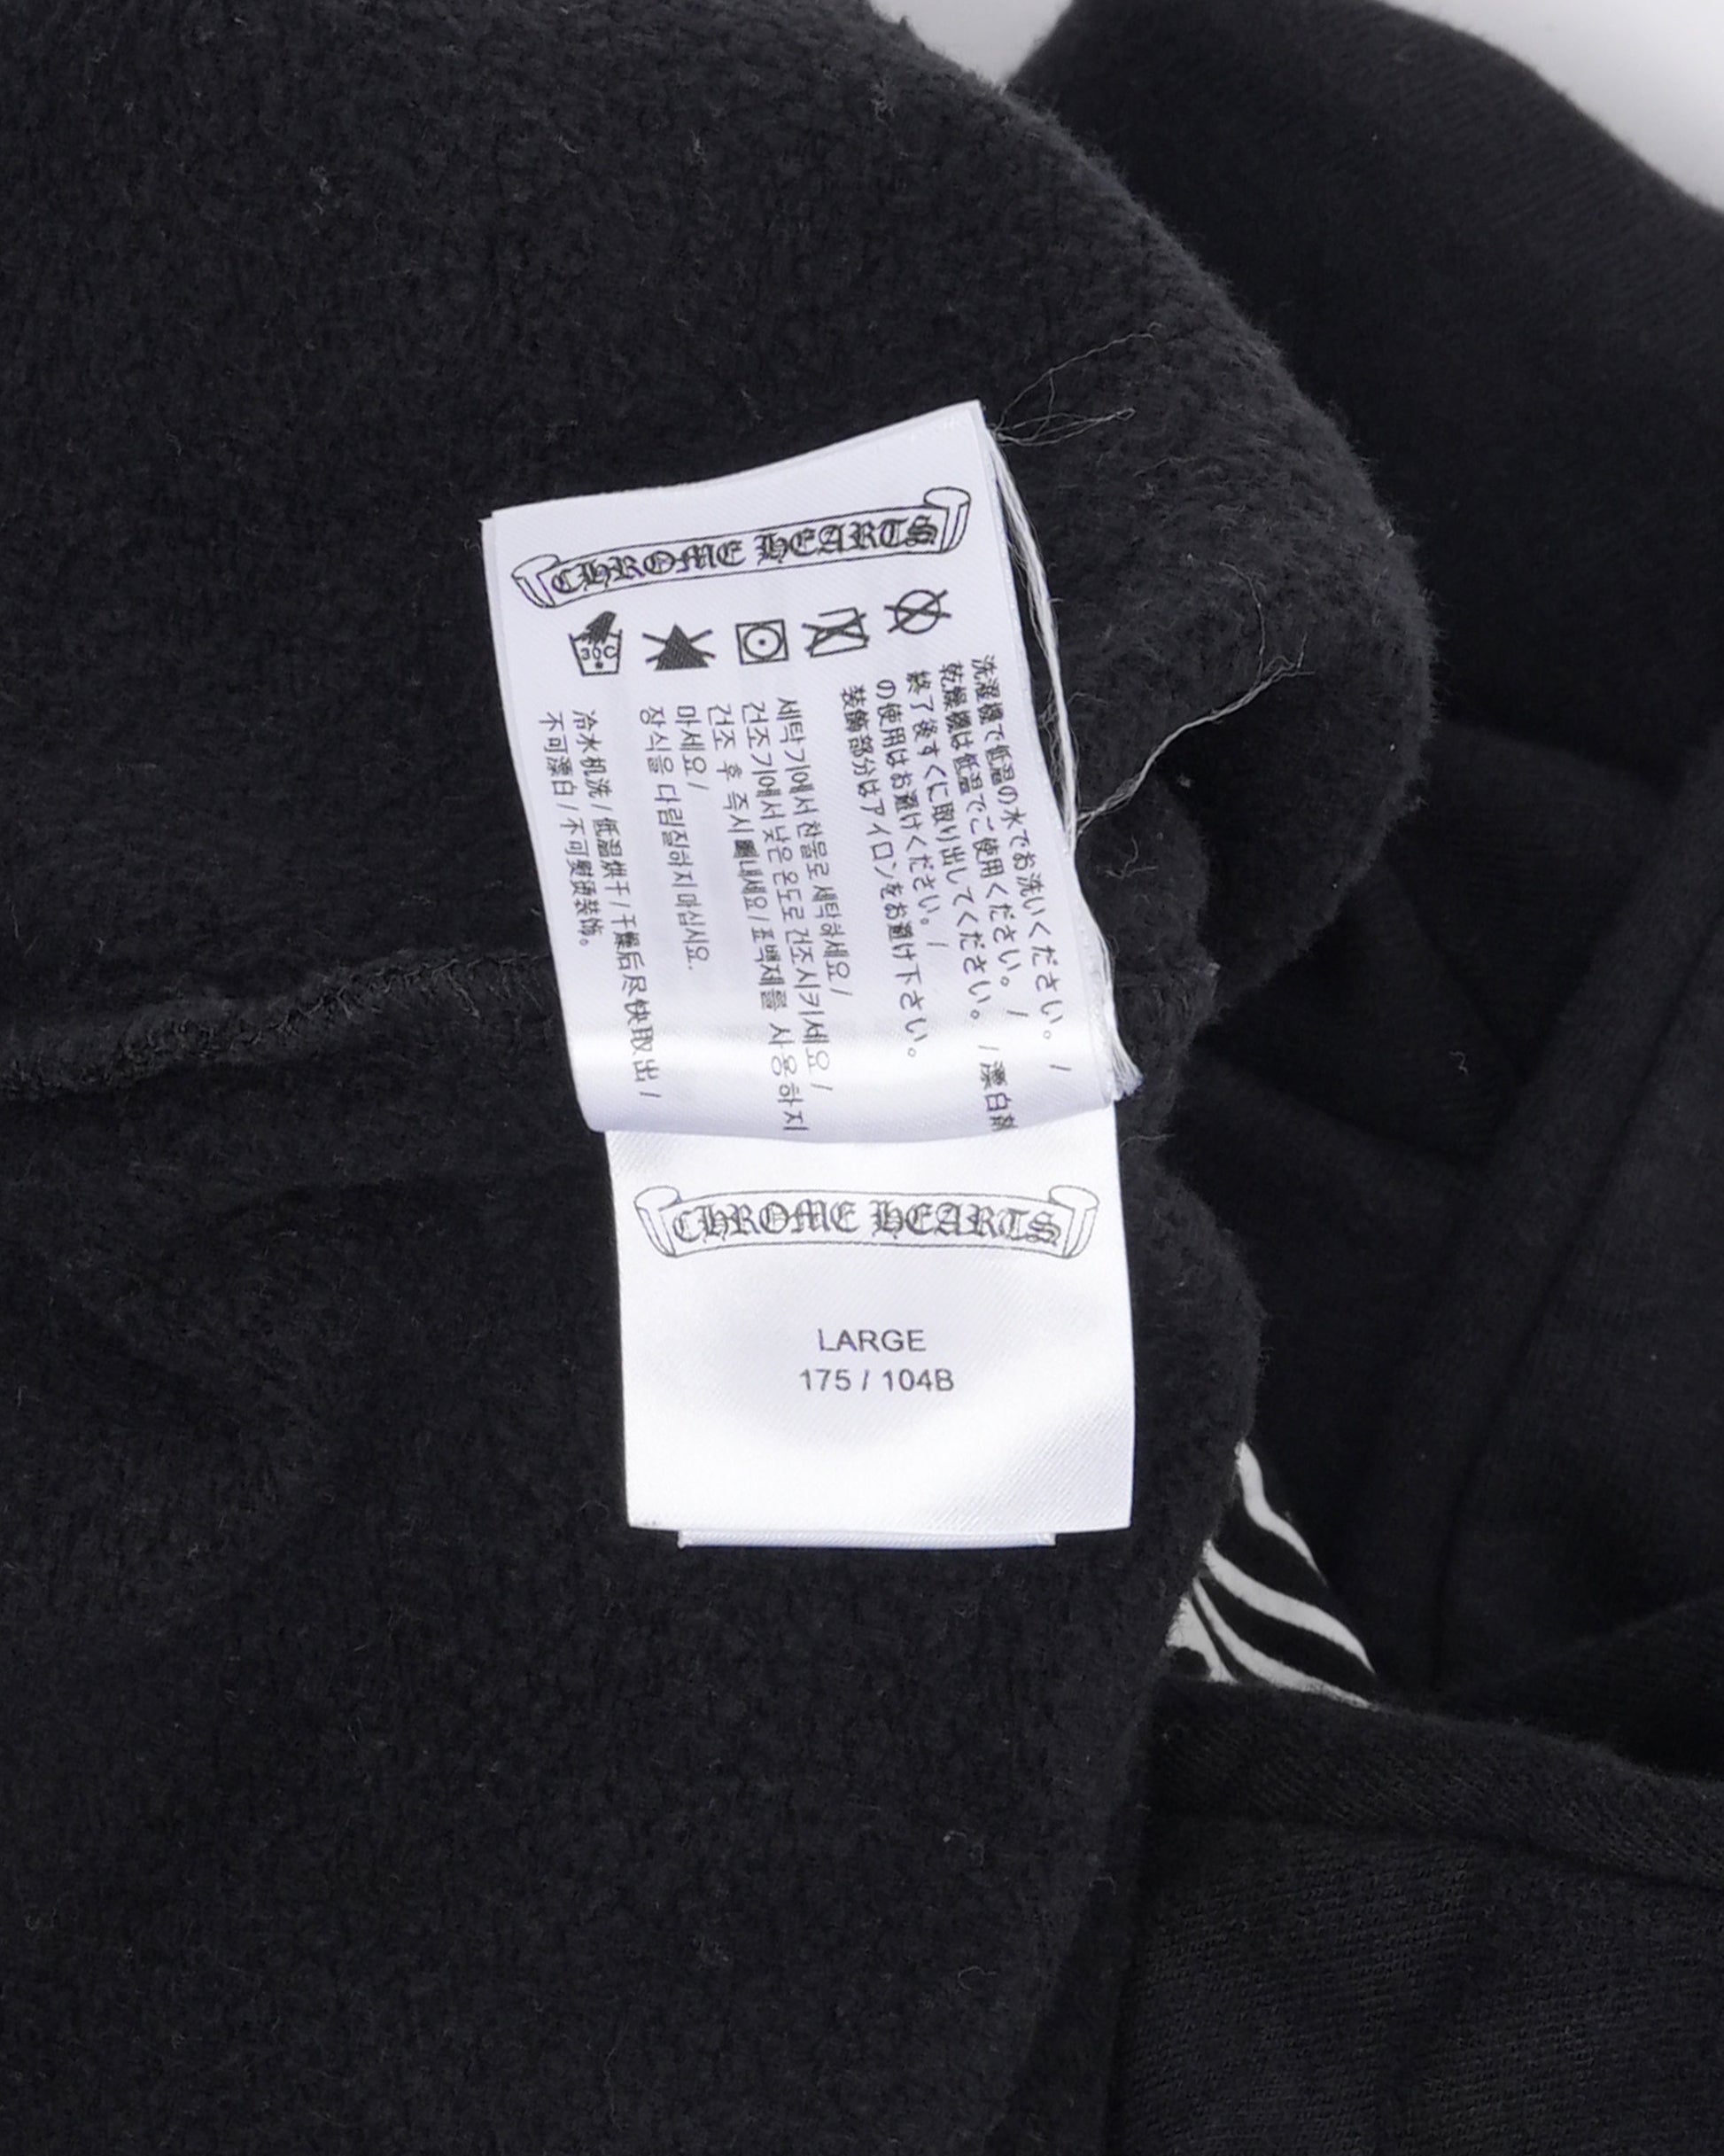 CHROME HEARTS
30C
洗濯機で低温の水でお洗いください。 /
乾燥機は低温でご使用ください。 /
終了後すぐに取り出してください。 / 漂白剤
の使用はお避けください。 /
装飾部分はアイロンをお避け下さい。
세탁기에서 찬물로 세탁하세요 /
건조기에서 낮은 온도로 건조시키세요 /
건조 후 즉시 꺼내세요 / 표백제를 사용하지
마세요 /
장식을 다림질하지 마십시요.
冷水机洗 / 低温烘干 / 干燥后尽快取出 /
不可漂白 / 不可熨烫装饰。
CHROME HEARTS
LARGE
175 / 104B